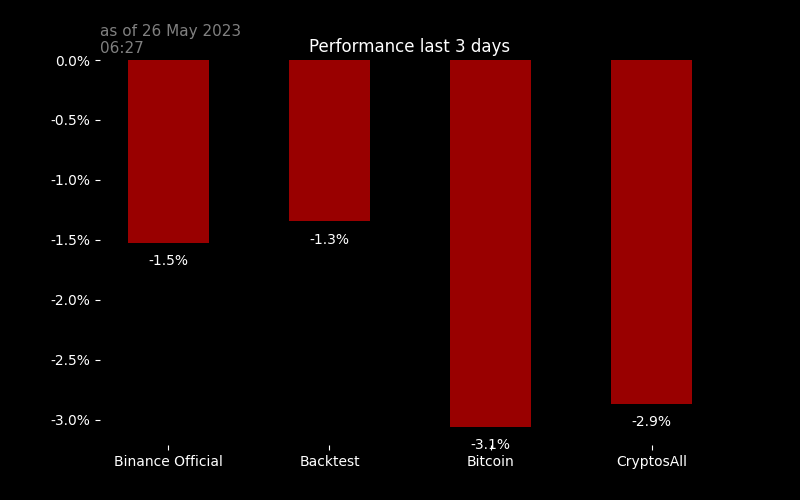 as of 26 May 2023
06:27
Performance last 3 days
0.0%
-0.5%
-1.0%
-1.5%
-2.0%
-2.5%
-3.0%
-1.5%
-1.3%
-3.1%
-2.9%
Binance Official
Backtest
Bitcoin
CryptosAll